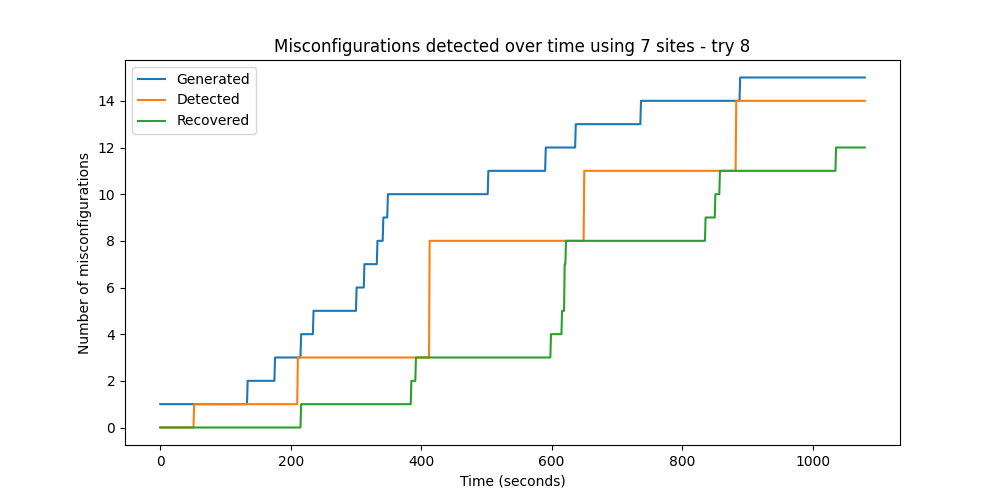 Misconfigurations detected over time using 7 sites - try 8
Generated
Detected
Recovered
Number of misconfigurations
14
12
10
8
6
4
2
0
0 200 400 600 800 1000
Time (seconds)